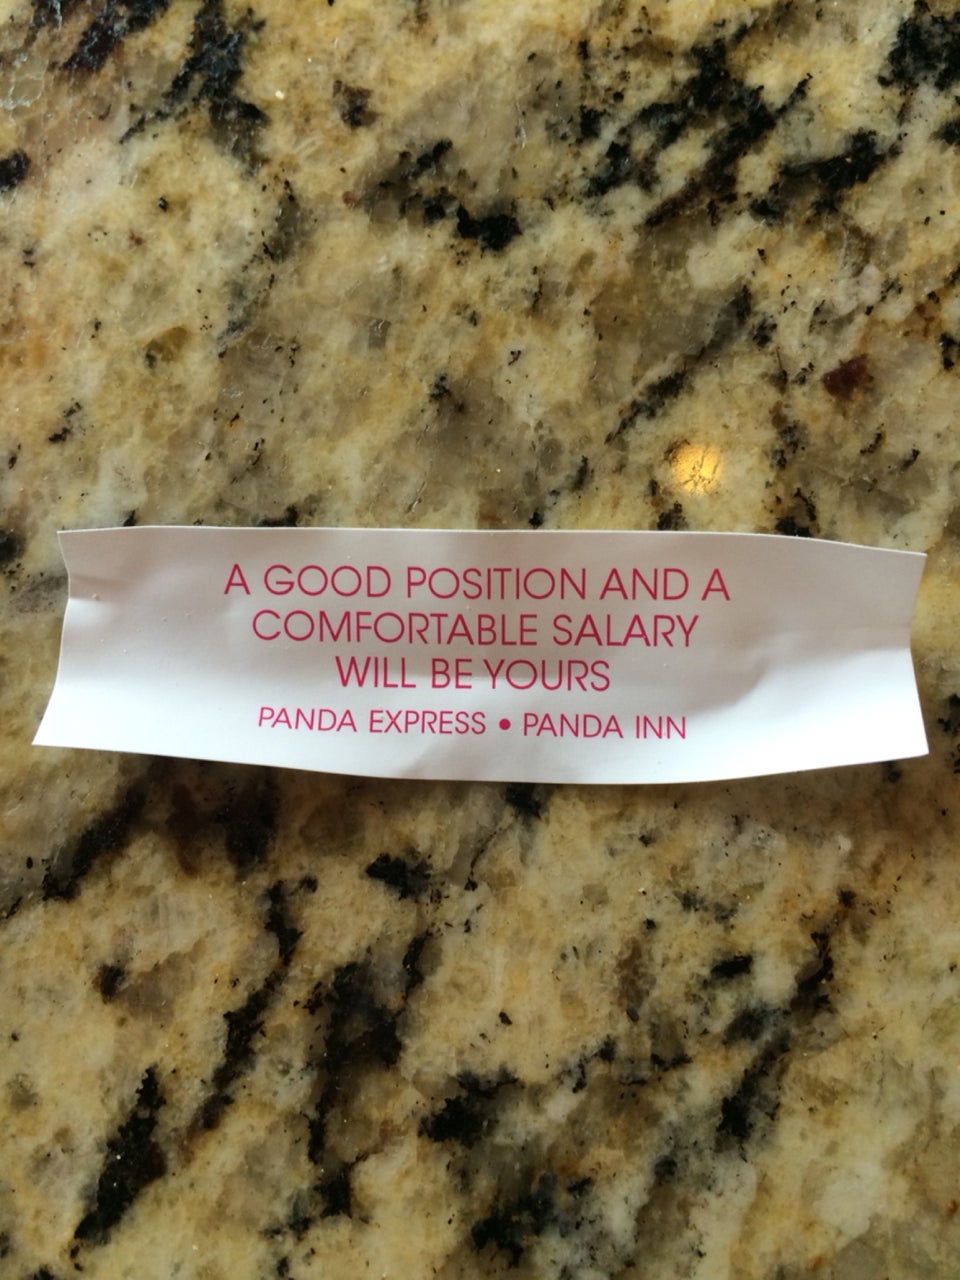 A GOOD POSITION AND A
COMFORTABLE SALARY
WILL BE YOURS
PANDA EXPRESS • PANDA INN